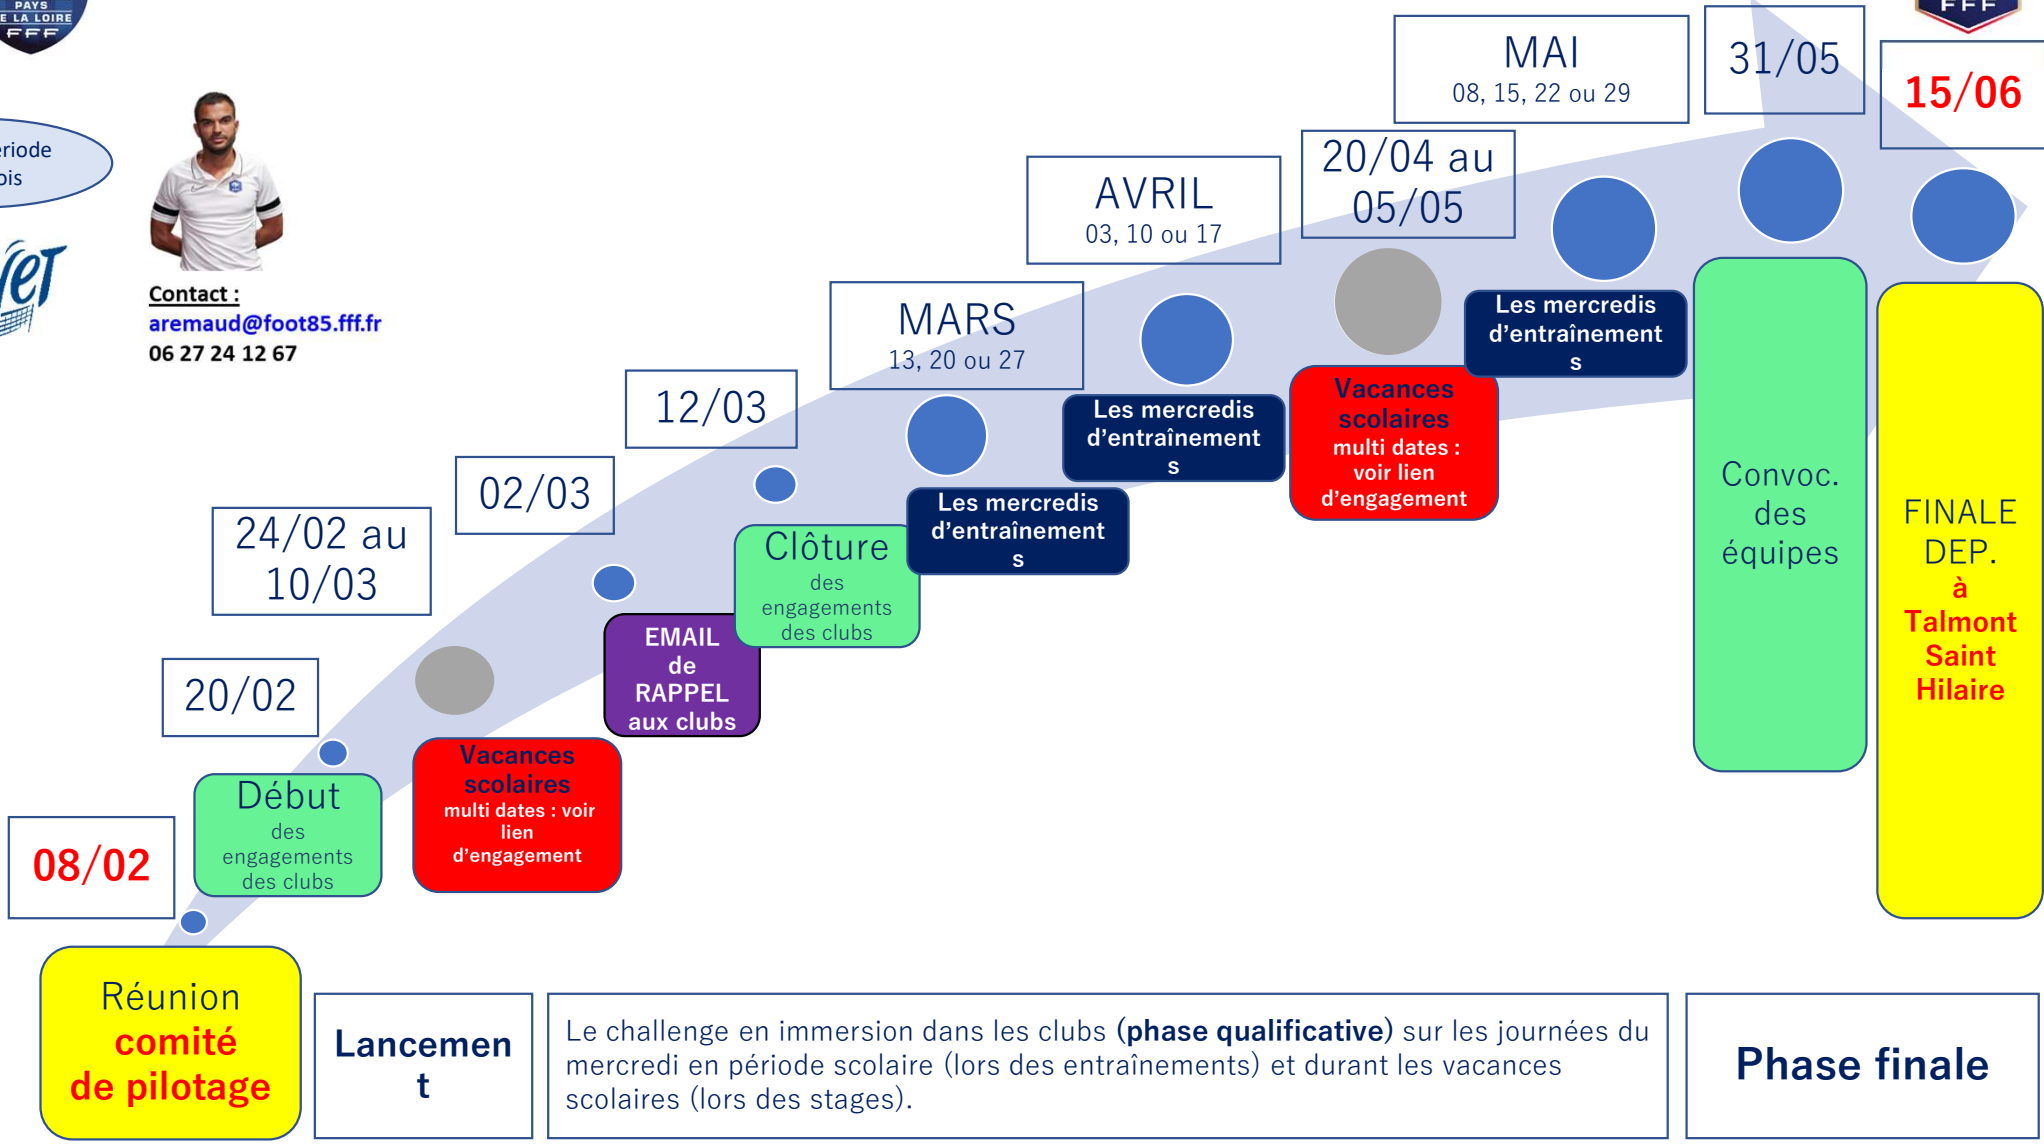 PAYS
E LA LOIRE
FFF
FFF
ériode
ois
Contact :
aremaud@foot85.fff.fr
06 27 24 12 67
08/02
Réunion
comité
de pilotage
20/02
Début
des
engagements
des clubs
24/02 au
10/03
Vacances
scolaires
multi dates : voir
lien
d’engagement
02/03
EMAIL
de
RAPPEL
aux clubs
12/03
Clôture
des
engagements
des clubs
MARS
13, 20 ou 27
Les mercredis
d’entraînement
s
AVRIL
03, 10 ou 17
Les mercredis
d’entraînement
s
20/04 au
05/05
Vacances
scolaires
multi dates :
voir lien
d’engagement
MAI
08, 15, 22 ou 29
Les mercredis
d’entraînement
s
31/05
Convoc.
des
équipes
15/06
FINALE
DEP.
à
Talmont
Saint
Hilaire
Lancemen
t
Le challenge en immersion dans les clubs (phase qualificative) sur les journées du
mercredi en période scolaire (lors des entraînements) et durant les vacances
scolaires (lors des stages).
Phase finale